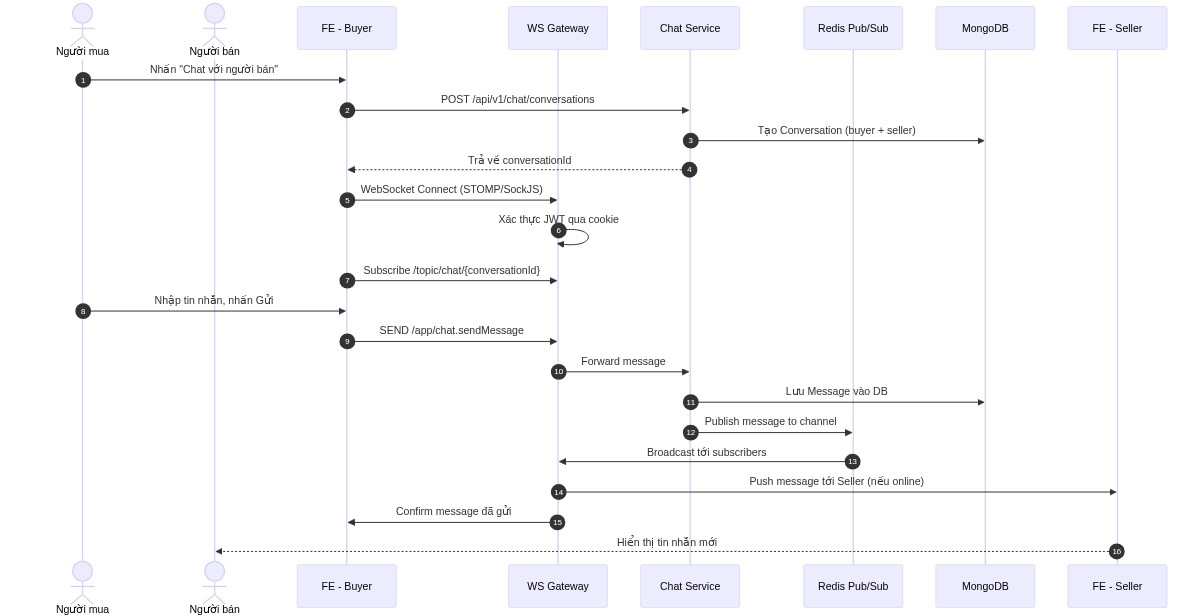 Người mua
Người bán
FE - Buyer
WS Gateway
Chat Service
Redis Pub/Sub
MongoDB
FE - Seller
Nhấn "Chat với người bán"
1
POST /api/v1/chat/conversations
2
Tạo Conversation (buyer + seller)
3
Trả về conversationId
4
WebSocket Connect (STOMP/SockJS)
5
Xác thực JWT qua cookie
6
Subscribe /topic/chat/{conversationId}
7
Nhập tin nhắn, nhấn Gửi
8
SEND /app/chat.sendMessage
9
Forward message
10
Lưu Message vào DB
11
Publish message to channel
12
Broadcast tới subscribers
13
Push message tới Seller (nếu online)
14
Confirm message đã gửi
15
Hiển thị tin nhắn mới
16
Người mua
Người bán
FE - Buyer
WS Gateway
Chat Service
Redis Pub/Sub
MongoDB
FE - Seller